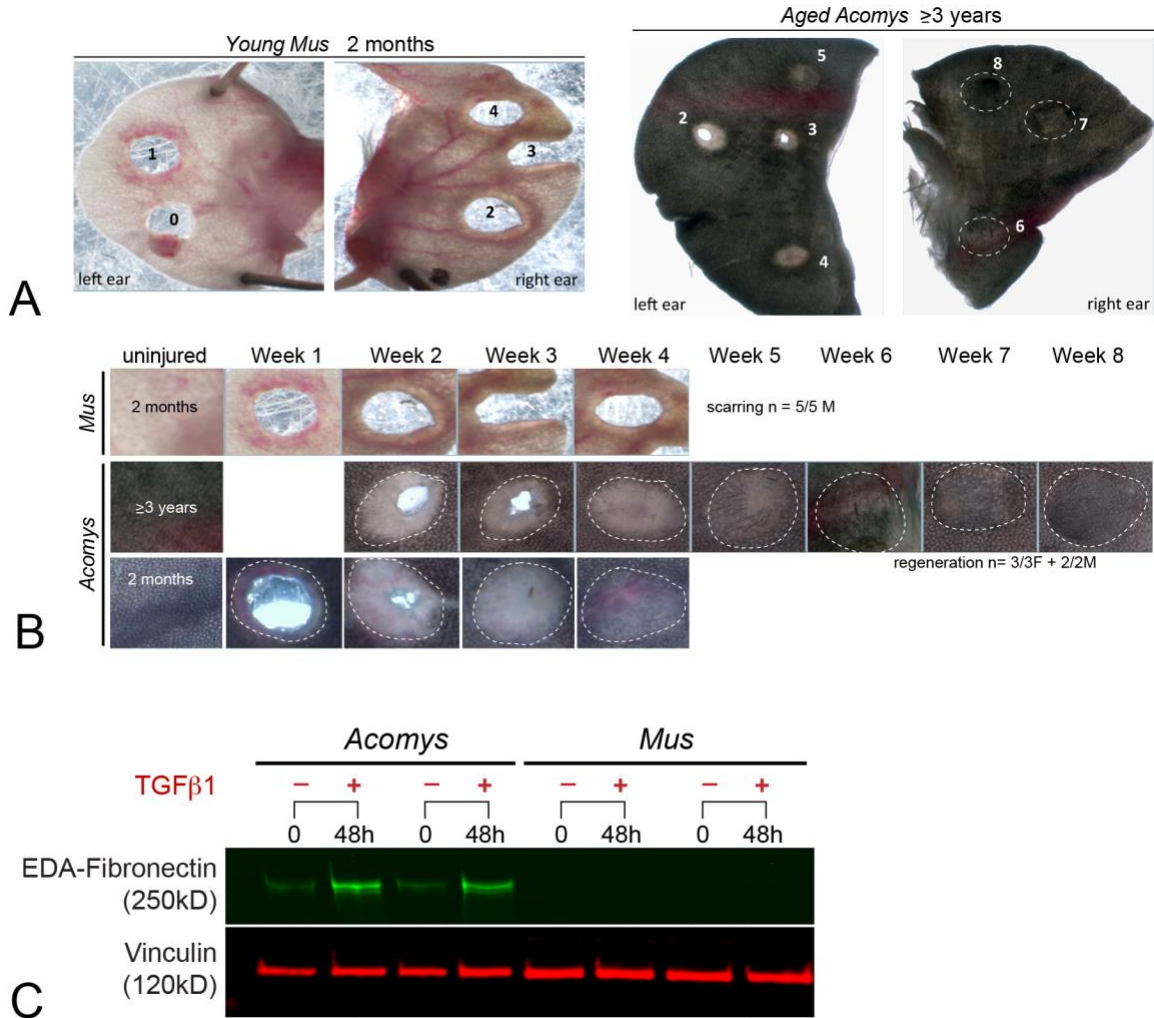 Young Mus 2 months
Aged Acomys ≥3 years
1
0
left ear
4
3
2
right ear
5
2
3
4
left ear
8
7
6
right ear
A
uninjured Week 1 Week 2 Week 3 Week 4 Week 5 Week 6 Week 7 Week 8
Mus
2 months
scarring n = 5/5 M
Acomys
≥3 years
regeneration n= 3/3F + 2/2M
2 months
B
Acomys Mus
TGFβ1 – + – + – + – +
0 48h 0 48h 0 48h 0 48h
EDA-Fibronectin
(250kD)
Vinculin
(120kD)
C